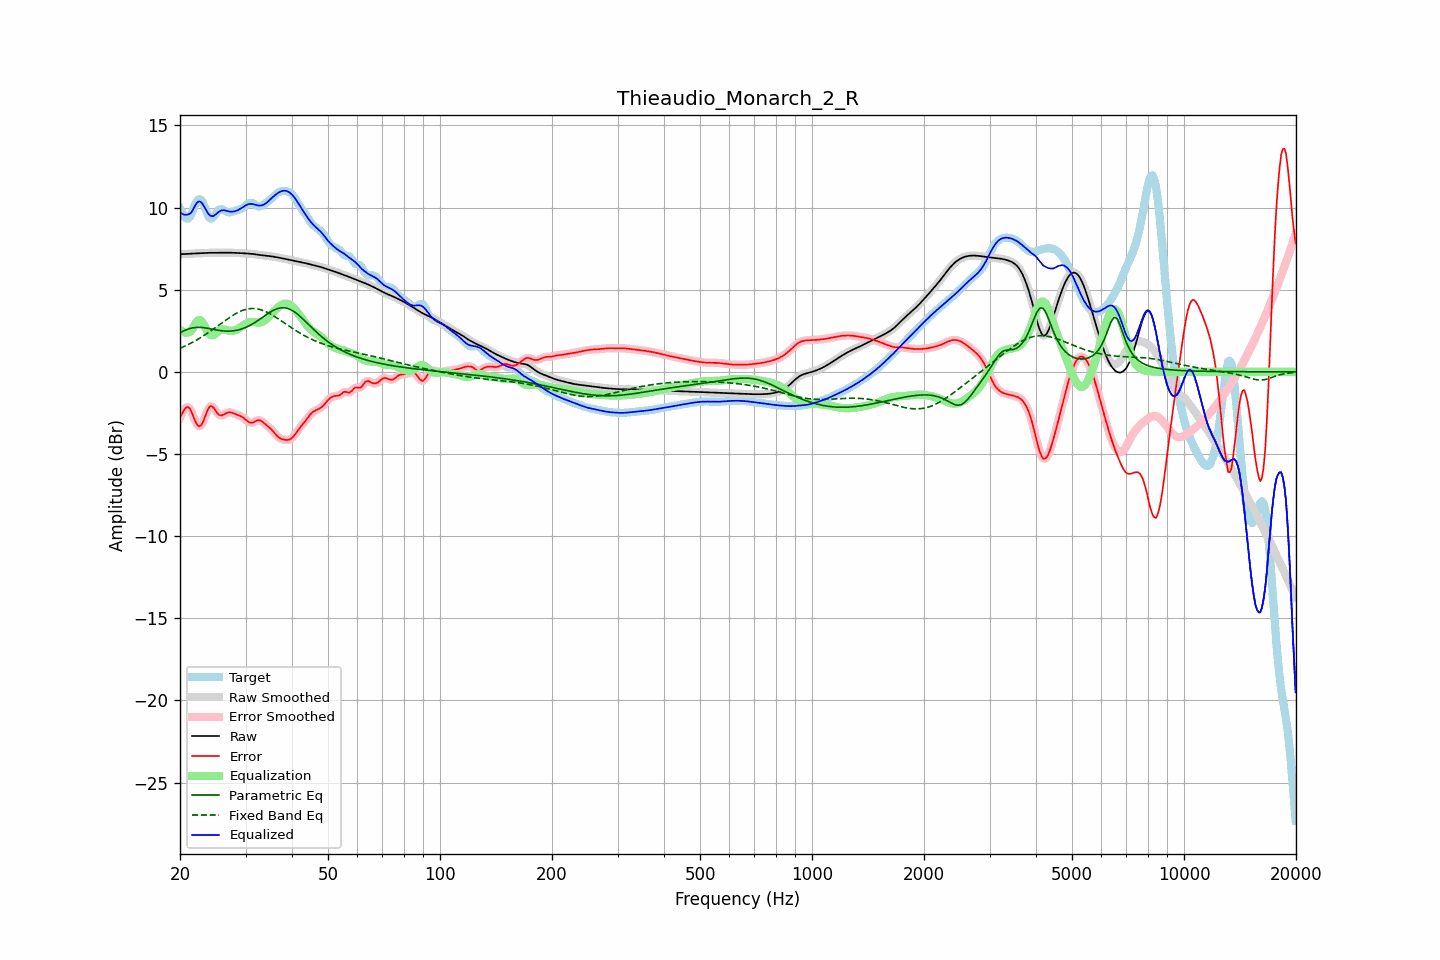 Thieaudio_Monarch_2_R
Amplitude (dBr)
15
10
5
0
−5
−10
−15
−20
−25
Target
Raw Smoothed
Error Smoothed
Raw
Error
Equalization
Parametric Eq
Fixed Band Eq
Equalized
20 50 100 200 500 1000 2000 5000 10000 20000
Frequency (Hz)